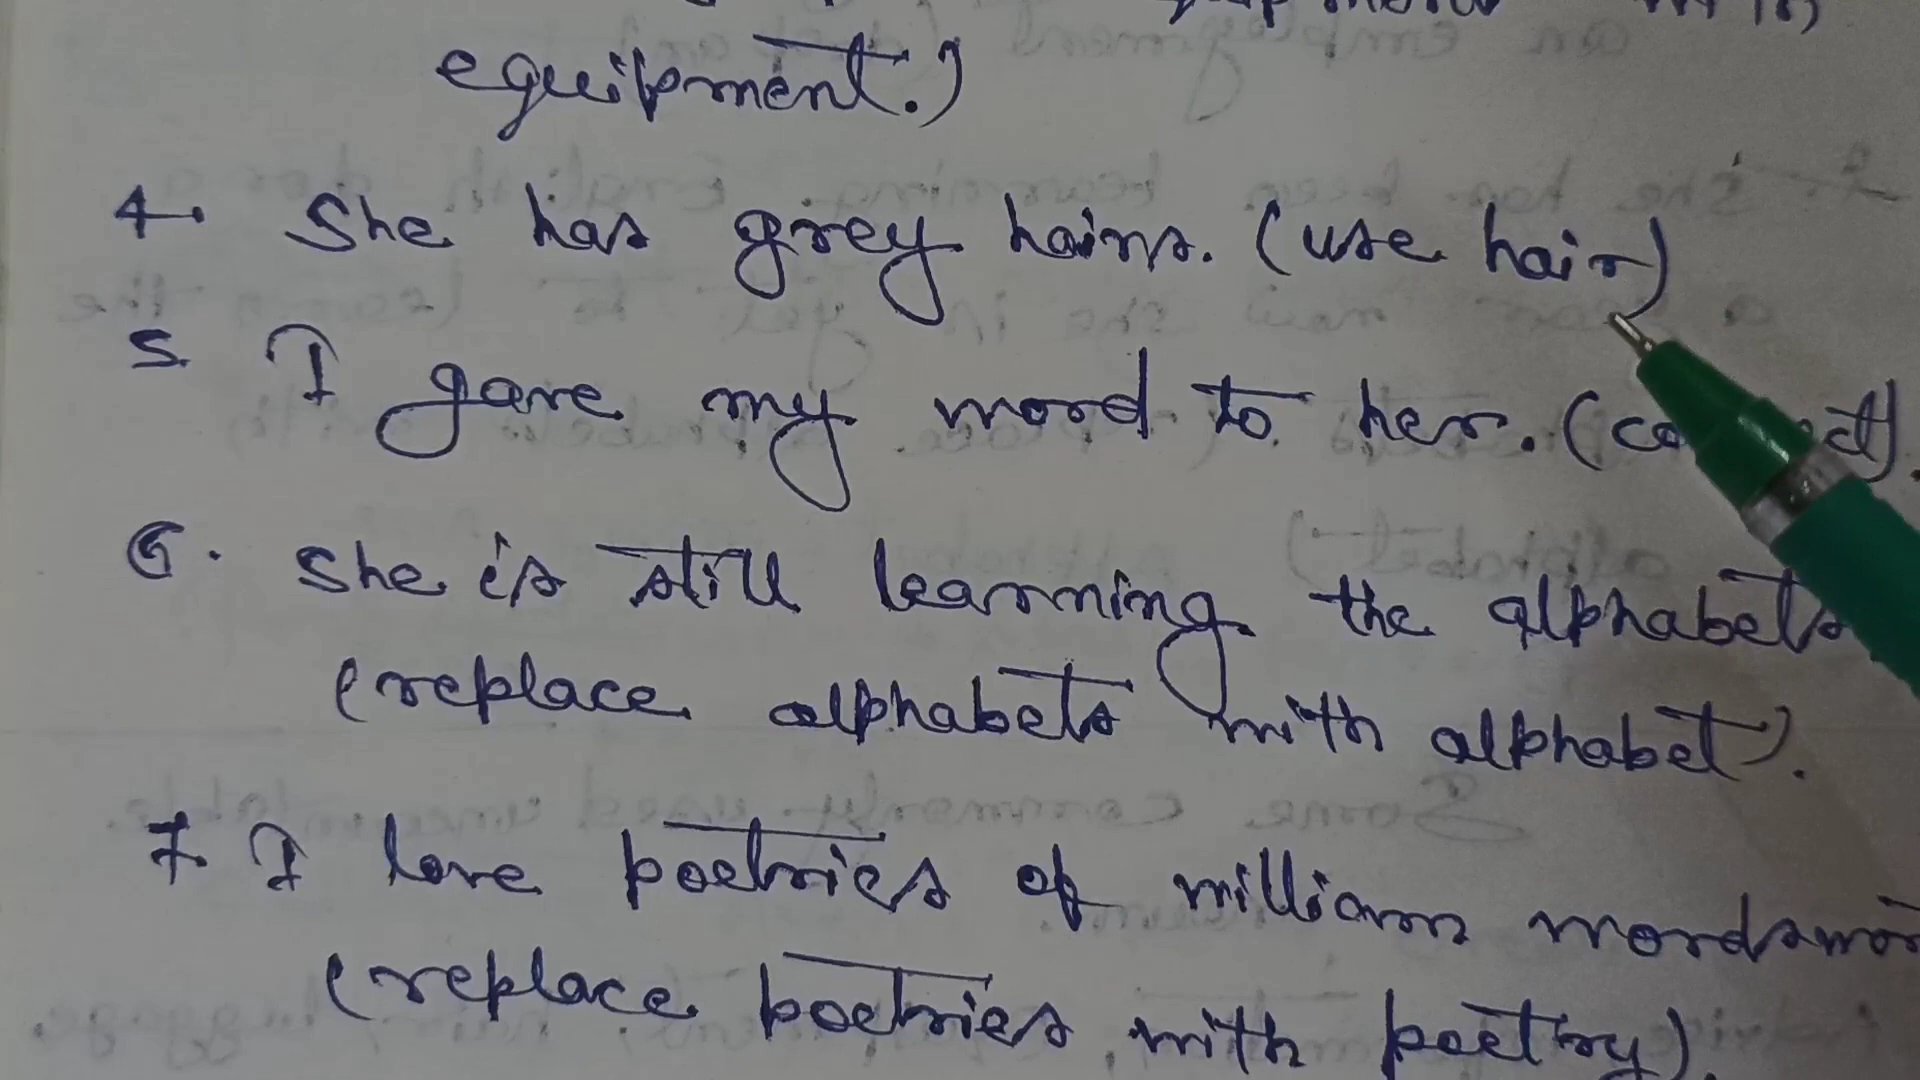 equipment.)
4. She has grey hairs. (use hair)
5. I gave my word to her. (correct).
6. She is still learning the alphabets
(replace alphabets with alphabet).
7. I love poetries of william
(replace poetries with poetry).